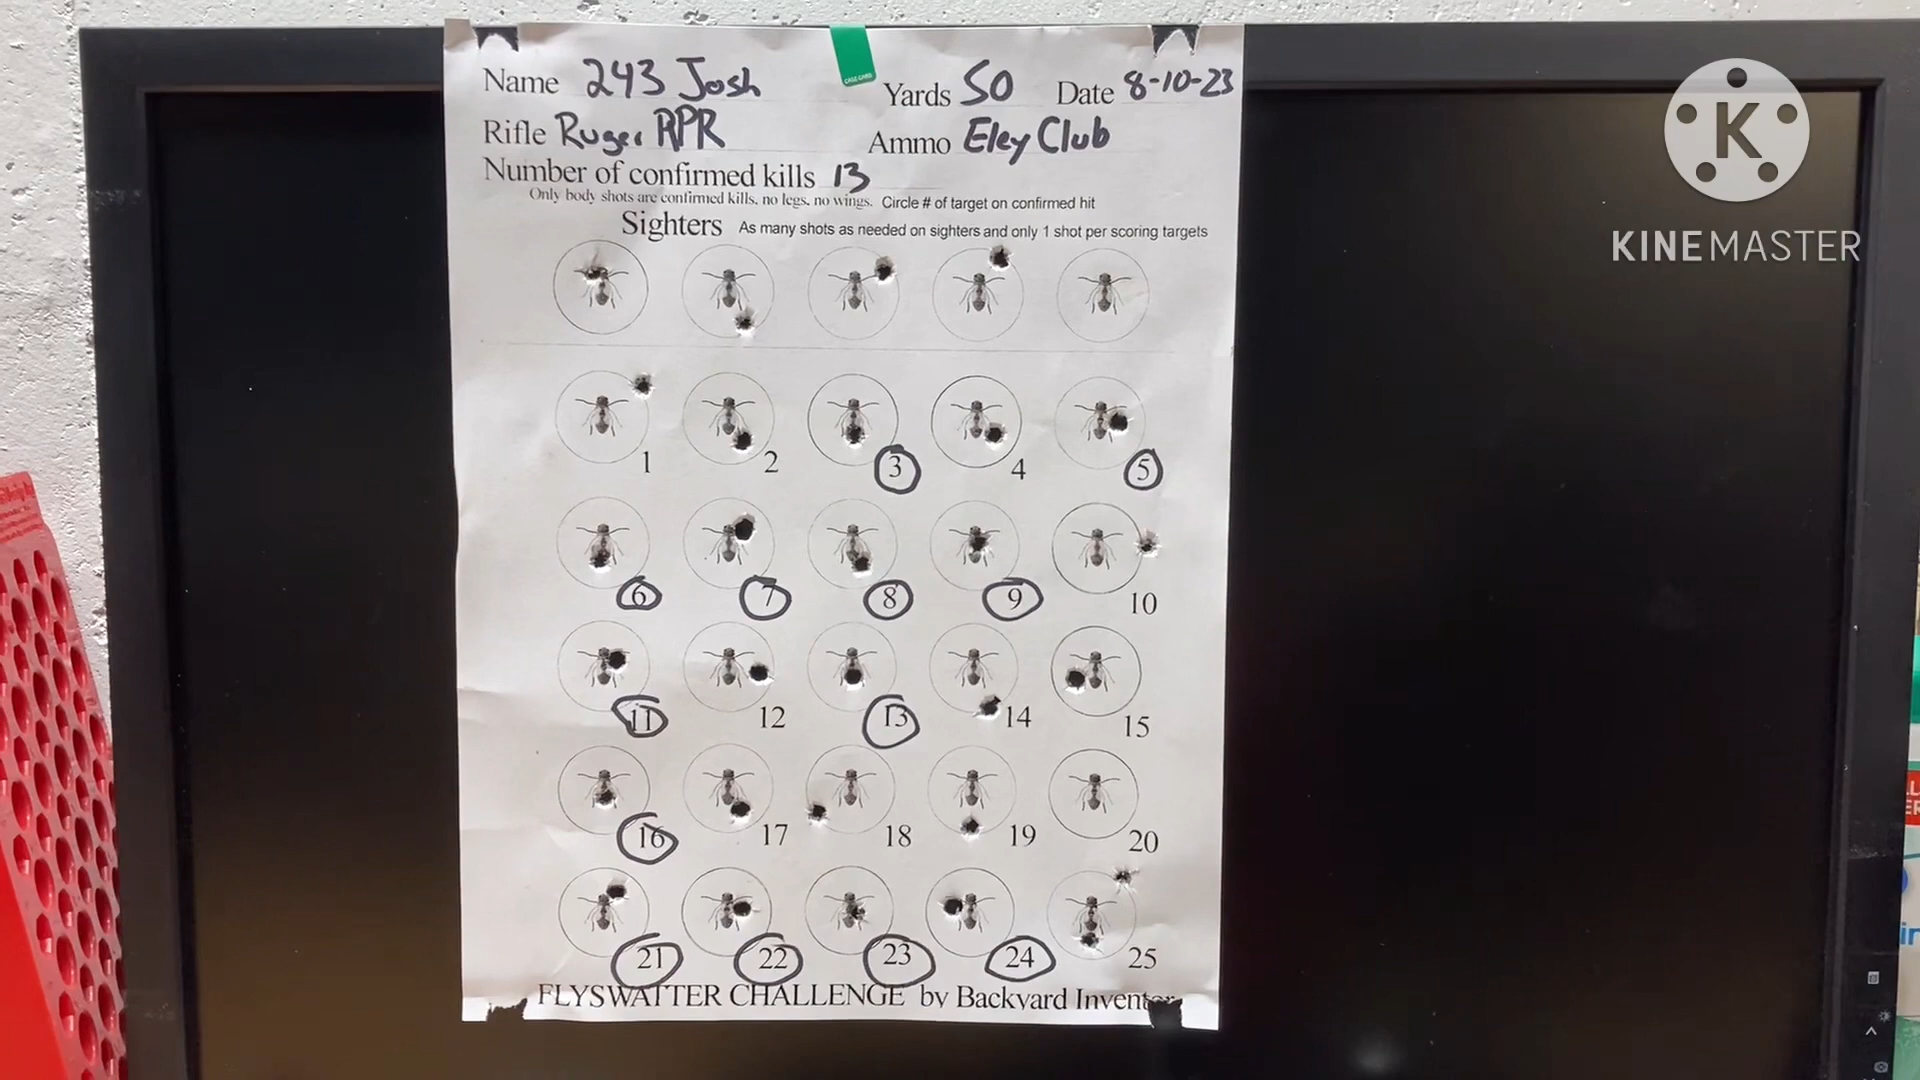 Name 243 Josh Yards 50 Date 8-10-23
Rifle Ruger RPR Ammo Eley Club
Number of confirmed kills 13
Only body shots are confirmed kills, no legs, no wings. Circle # of target on confirmed hit
Sighters As many shots as needed on sighters and only 1 shot per scoring targets
1 2 3 4 5
6 7 8 9 10
11 12 13 14 15
16 17 18 19 20
21 22 23 24 25
FLYSWATTER CHALLENGE by Backyard Inventor
K
KINEMASTER